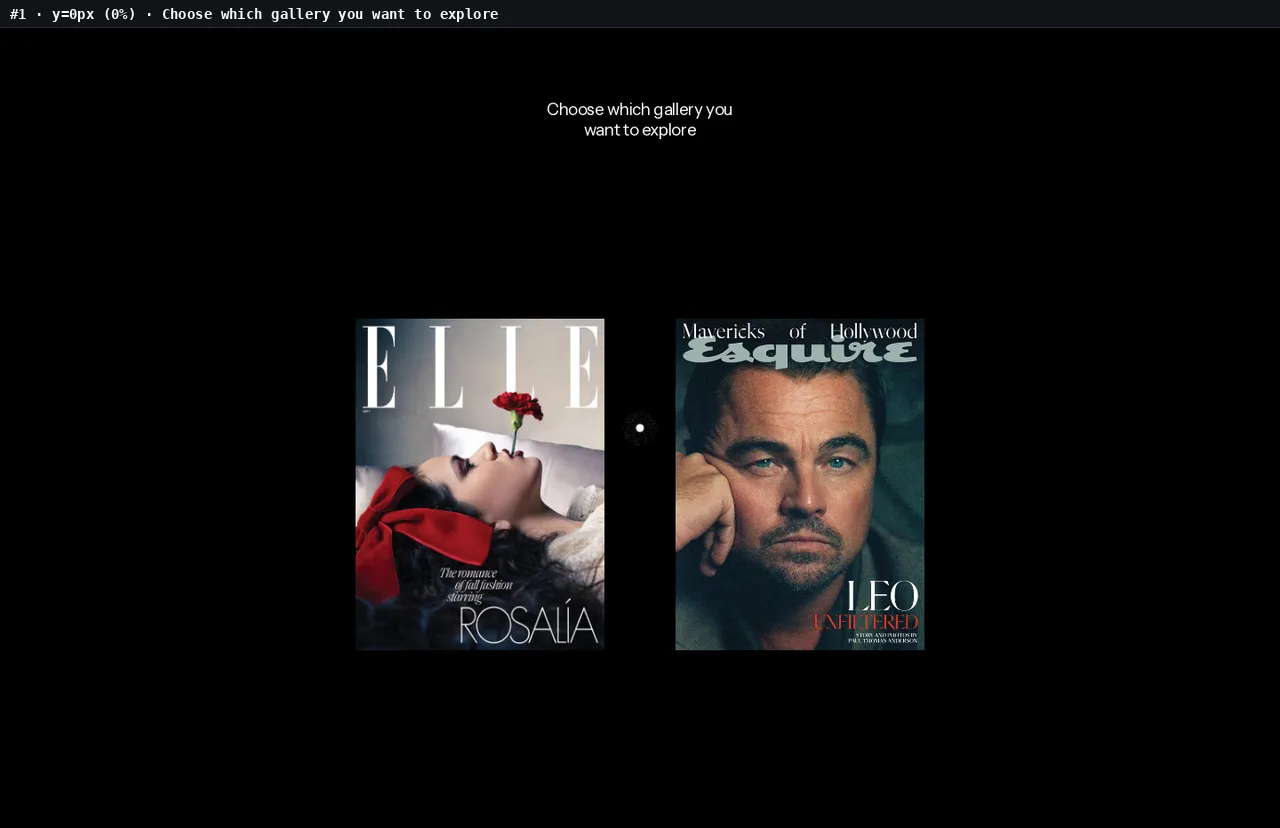 #1 · y=0px (0%) · Choose which gallery you want to explore
Choose which gallery you
want to explore
ELLE
The romance
of fall fashion
starring
ROSALÍA
Mavericks of Hollywood
Esquire
LEO
UNFILTERED
STORY AND PHOTOS BY
PAUL THOMAS ANDERSON